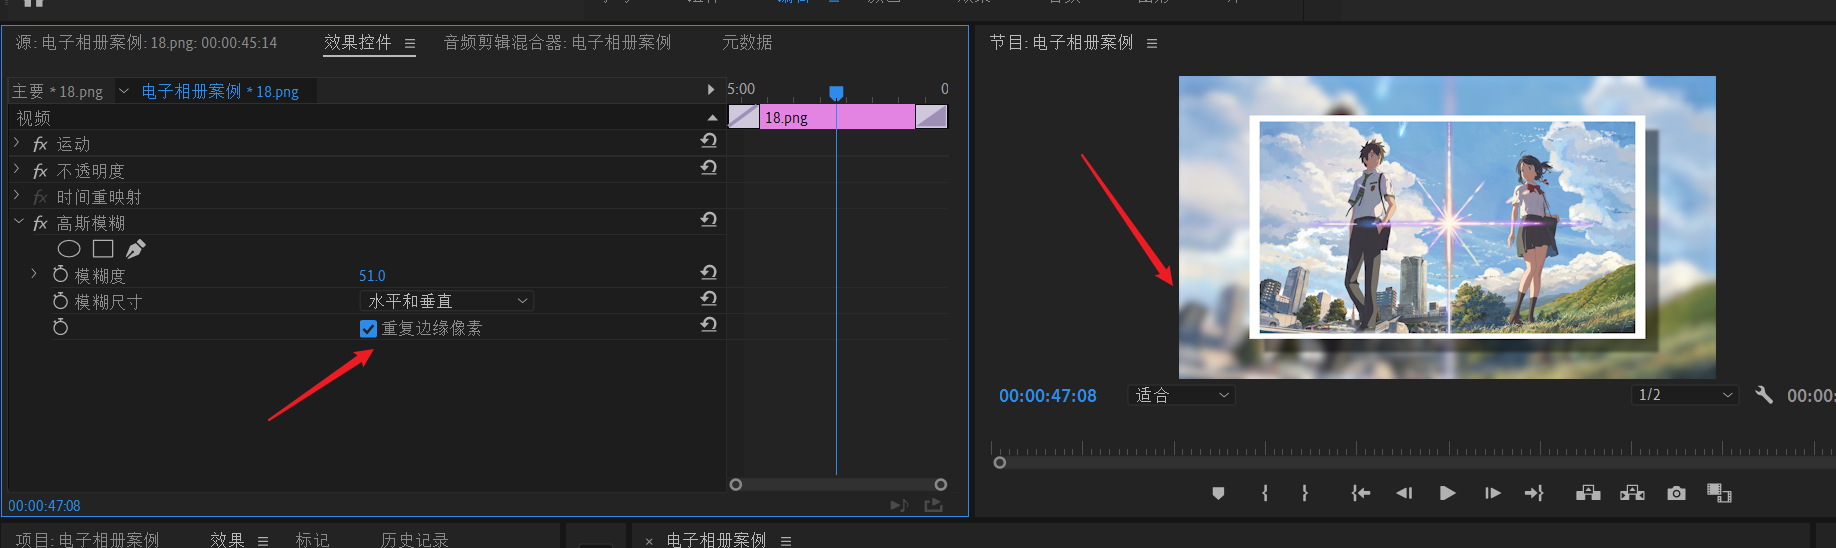 源: 电子相册案例: 18.png: 00:00:45:14
效果控件
音频剪辑混合器: 电子相册案例
元数据
节目: 电子相册案例
主要 * 18.png
电子相册案例 * 18.png
5:00
0
视频
18.png
fx 运动
fx 不透明度
fx 时间重映射
fx 高斯模糊
模糊度
51.0
模糊尺寸
水平和垂直
重复边缘像素
00:00:47:08
适合
1/2
00:00:
00:00:47:08
项目: 电子相册案例
效果
标记
历史记录
× 电子相册案例